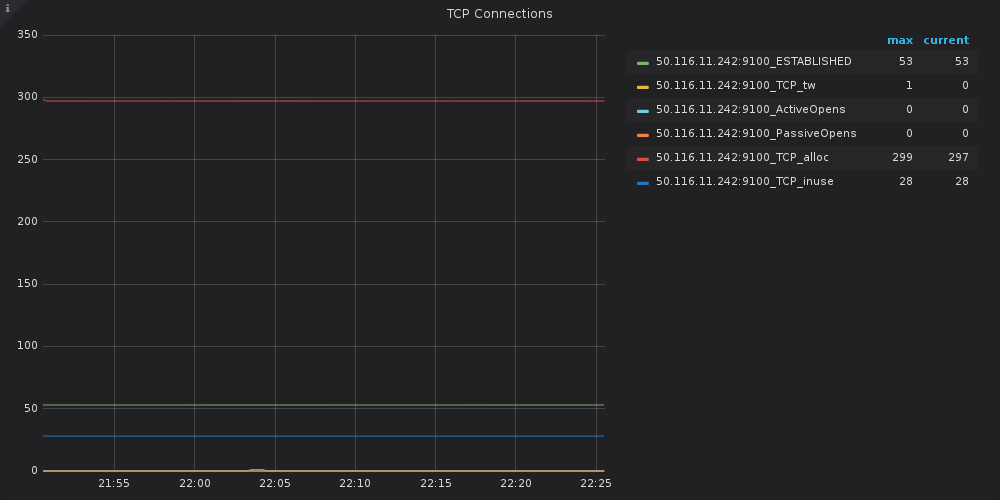 i
TCP Connections
350
300
250
200
150
100
50
0
21:55 22:00 22:05 22:10 22:15 22:20 22:25
max current
50.116.11.242:9100_ESTABLISHED 53 53
50.116.11.242:9100_TCP_tw 1 0
50.116.11.242:9100_ActiveOpens 0 0
50.116.11.242:9100_PassiveOpens 0 0
50.116.11.242:9100_TCP_alloc 299 297
50.116.11.242:9100_TCP_inuse 28 28